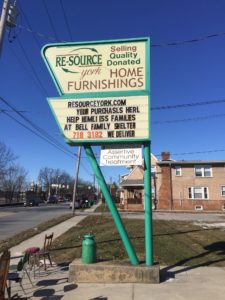 RE-SOURCE
york
Selling
Quality
Donated
HOME
FURNISHINGS
RESOURCEYORK.COM
YOUR PURCHASES HERE
HELP HOMELESS FAMILIES
AT BELL FAMILY SHELTER
718 3182 WE DELIVER
Assertive
Community
Treatment